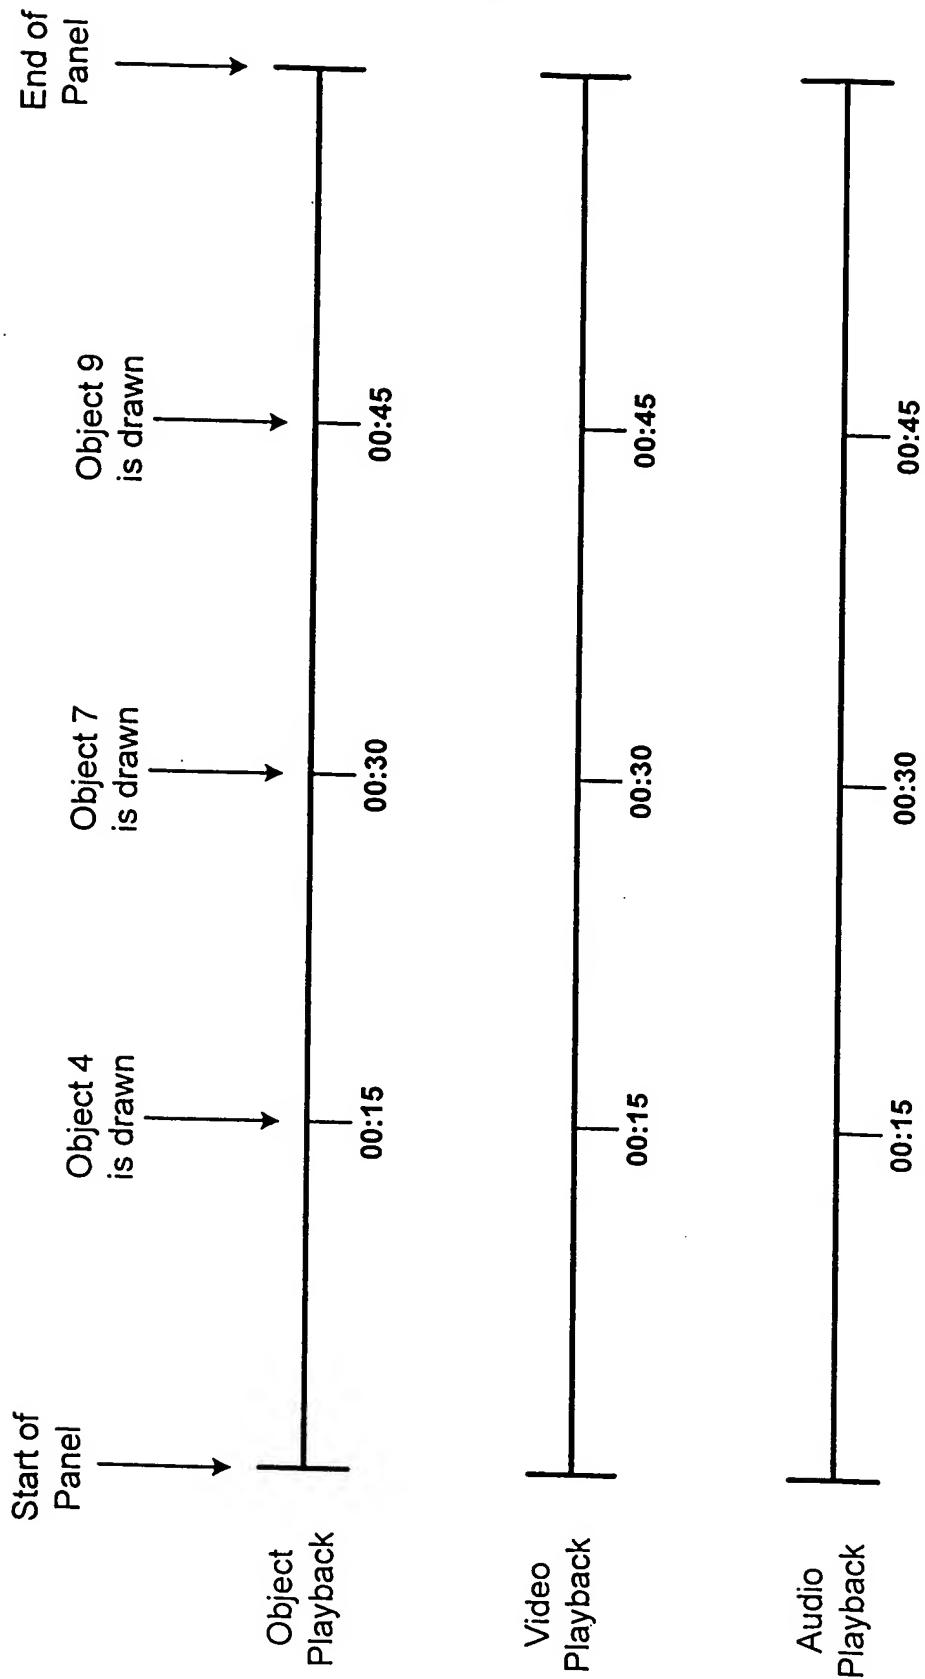 Start of
Panel
Object 4
is drawn
Object 7
is drawn
Object 9
is drawn
End of
Panel
Object
Playback
00:15
00:30
00:45
Video
Playback
00:15
00:30
00:45
Audio
Playback
00:15
00:30
00:45